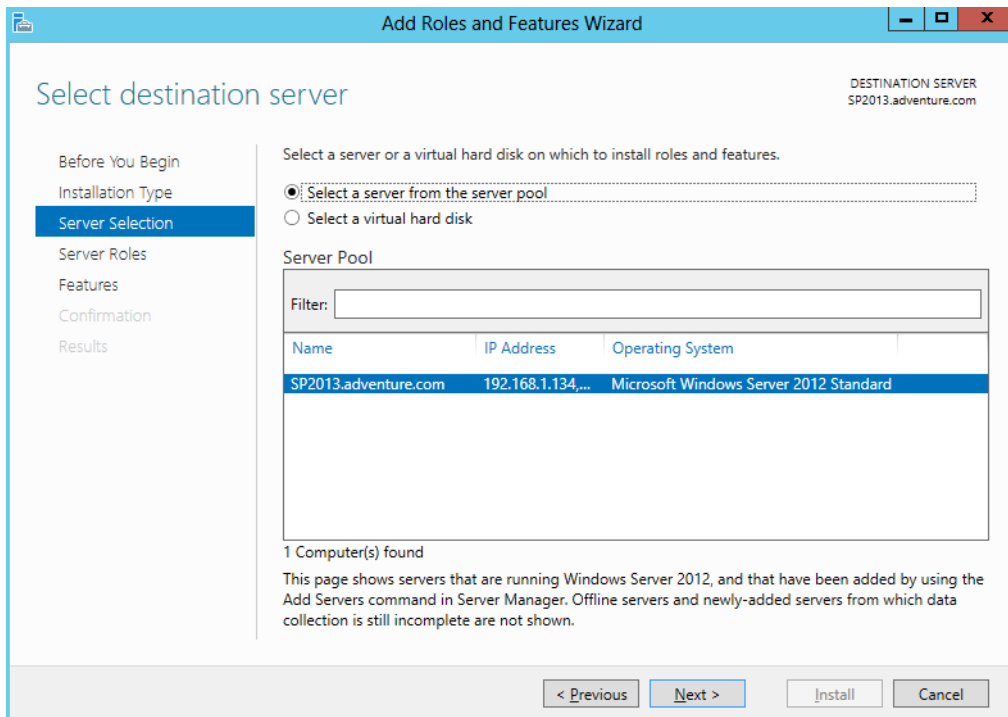 Add Roles and Features Wizard
Select destination server
DESTINATION SERVER
SP2013.adventure.com
Before You Begin
Installation Type
Server Selection
Server Roles
Features
Confirmation
Results
Select a server or a virtual hard disk on which to install roles and features.
Select a server from the server pool
Select a virtual hard disk
Server Pool
Filter:
Name IP Address Operating System
SP2013.adventure.com 192.168.1.134,... Microsoft Windows Server 2012 Standard
1 Computer(s) found
This page shows servers that are running Windows Server 2012, and that have been added by using the
Add Servers command in Server Manager. Offline servers and newly-added servers from which data
collection is still incomplete are not shown.
< Previous Next > Install Cancel